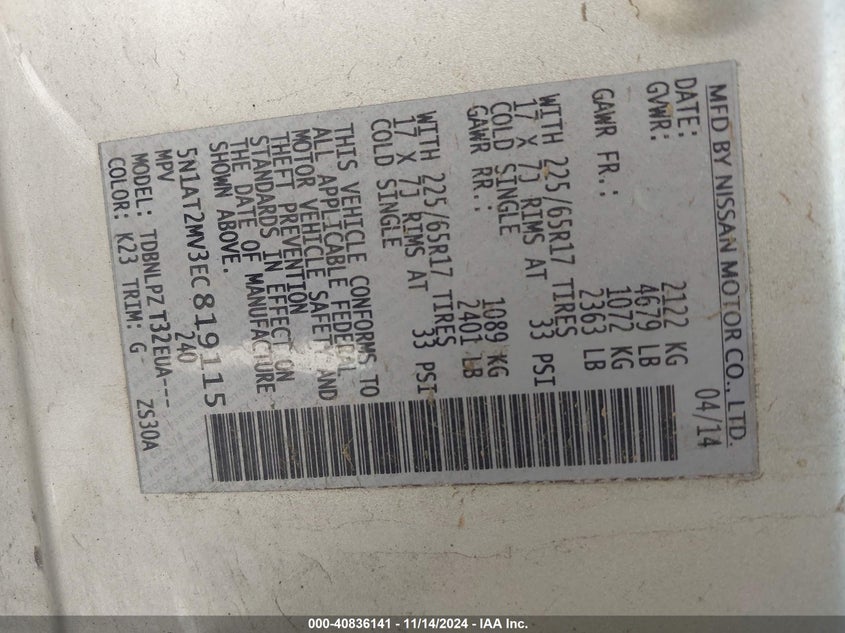 MFD BY NISSAN MOTOR CO., LTD.
DATE: 04/14
GVWR: 2122 KG
4679 LB
GAWR FR.: 1072 KG
2363 LB
WITH 225/65R17 TIRES
17 X 7J RIMS AT 33 PSI
COLD SINGLE
GAWR RR.: 1089 KG
2401 LB
WITH 225/65R17 TIRES
17 X 7J RIMS AT 33 PSI
COLD SINGLE
THIS VEHICLE CONFORMS TO
ALL APPLICABLE FEDERAL
MOTOR VEHICLE SAFETY AND
THEFT PREVENTION
STANDARDS IN EFFECT ON
THE DATE OF MANUFACTURE
SHOWN ABOVE.
5N1AT2MV3EC819115
MPV 240
MODEL: TDBNLPZ T32EUA---
COLOR: K23 TRIM: G ZS30A
000-40836141 - 11/14/2024 - IAA Inc.